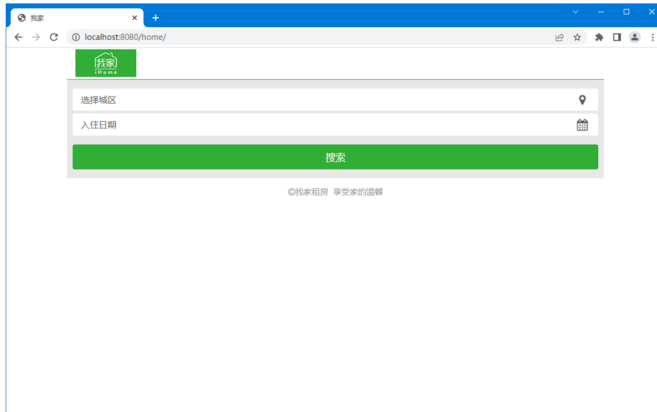 我家
localhost:8080/home/
我家
iHome
选择城区
入住日期
搜索
©我家租房 享受家的温馨